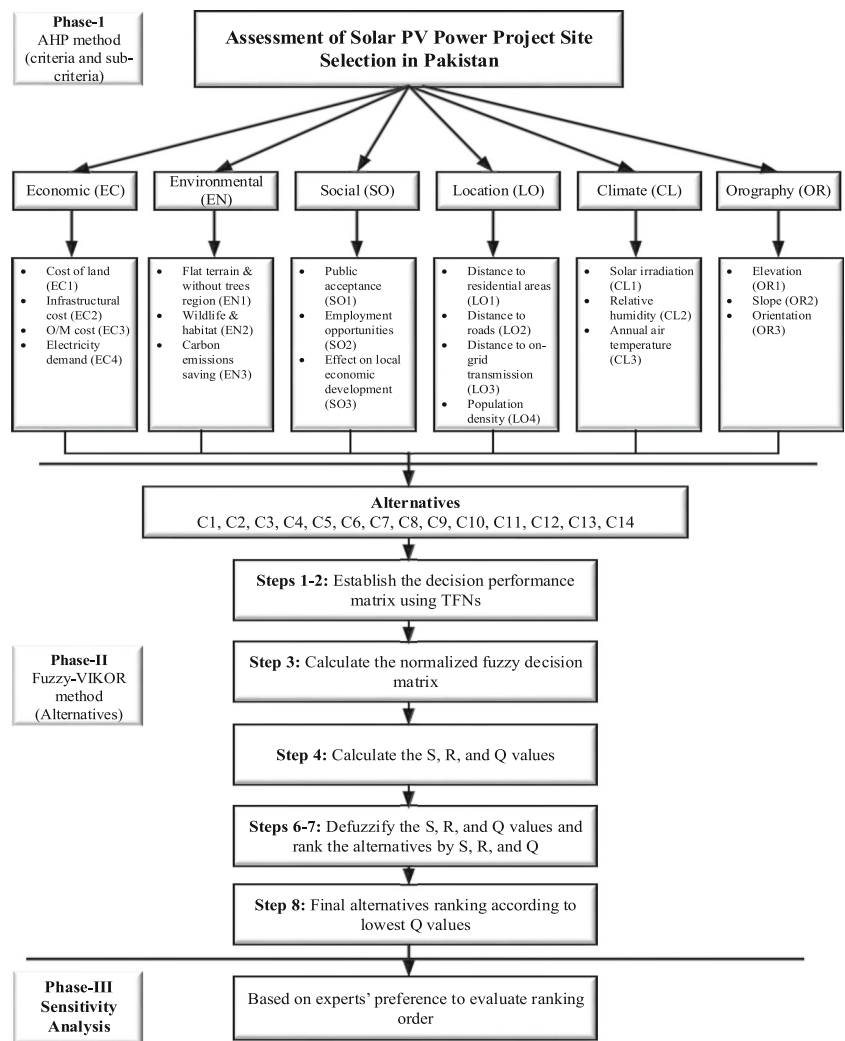 Phase-1
AHP method
(criteria and sub-
criteria)
Assessment of Solar PV Power Project Site
Selection in Pakistan
Economic (EC)
Environmental
(EN)
Social (SO)
Location (LO)
Climate (CL)
Orography (OR)
• Cost of land
(EC1)
• Infrastructural
cost (EC2)
• O/M cost (EC3)
• Electricity
demand (EC4)
• Flat terrain &
without trees
region (EN1)
• Wildlife &
habitat (EN2)
• Carbon
emissions
saving (EN3)
• Public
acceptance
(SO1)
• Employment
opportunities
(SO2)
• Effect on local
economic
development
(SO3)
• Distance to
residential areas
(LO1)
• Distance to
roads (LO2)
• Distance to on-
grid
transmission
(LO3)
• Population
density (LO4)
• Solar irradiation
(CL1)
• Relative
humidity (CL2)
• Annual air
temperature
(CL3)
• Elevation
(OR1)
• Slope (OR2)
• Orientation
(OR3)
Alternatives
C1, C2, C3, C4, C5, C6, C7, C8, C9, C10, C11, C12, C13, C14
Steps 1-2: Establish the decision performance
matrix using TFNs
Phase-II
Fuzzy-VIKOR
method
(Alternatives)
Step 3: Calculate the normalized fuzzy decision
matrix
Step 4: Calculate the S, R, and Q values
Steps 6-7: Defuzzify the S, R, and Q values and
rank the alternatives by S, R, and Q
Step 8: Final alternatives ranking according to
lowest Q values
Phase-III
Sensitivity
Analysis
Based on experts' preference to evaluate ranking
order